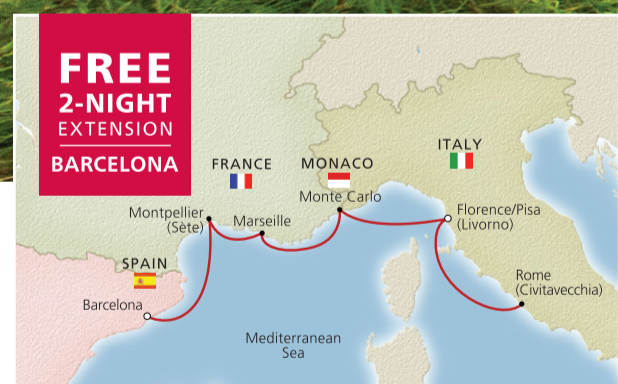 FREE
2-NIGHT
EXTENSION
BARCELONA
FRANCE
MONACO
ITALY
Monte Carlo
Montpellier
(Sète)
Marseille
Florence/Pisa
(Livorno)
SPAIN
Rome
(Civitavecchia)
Barcelona
Mediterranean
Sea